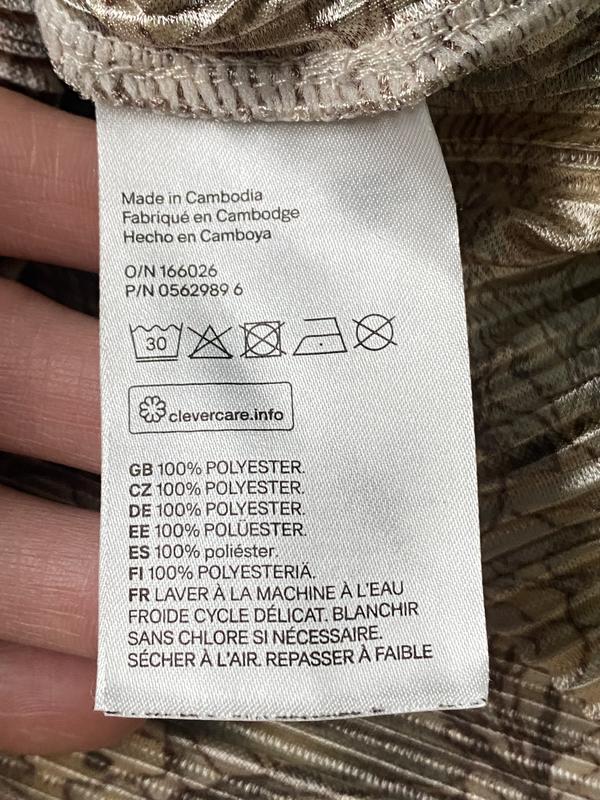 Made in Cambodia
Fabriqué en Cambodge
Hecho en Camboya
O/N 166026
P/N 0562989 6
30
clevercare.info
GB 100% POLYESTER.
CZ 100% POLYESTER.
DE 100% POLYESTER.
EE 100% POLÜESTER.
ES 100% poliéster.
FI 100% POLYESTERIÄ.
FR LAVER À LA MACHINE À L'EAU
FROIDE CYCLE DÉLICAT. BLANCHIR
SANS CHLORE SI NÉCESSAIRE.
SÉCHER À L'AIR. REPASSER À FAIBLE